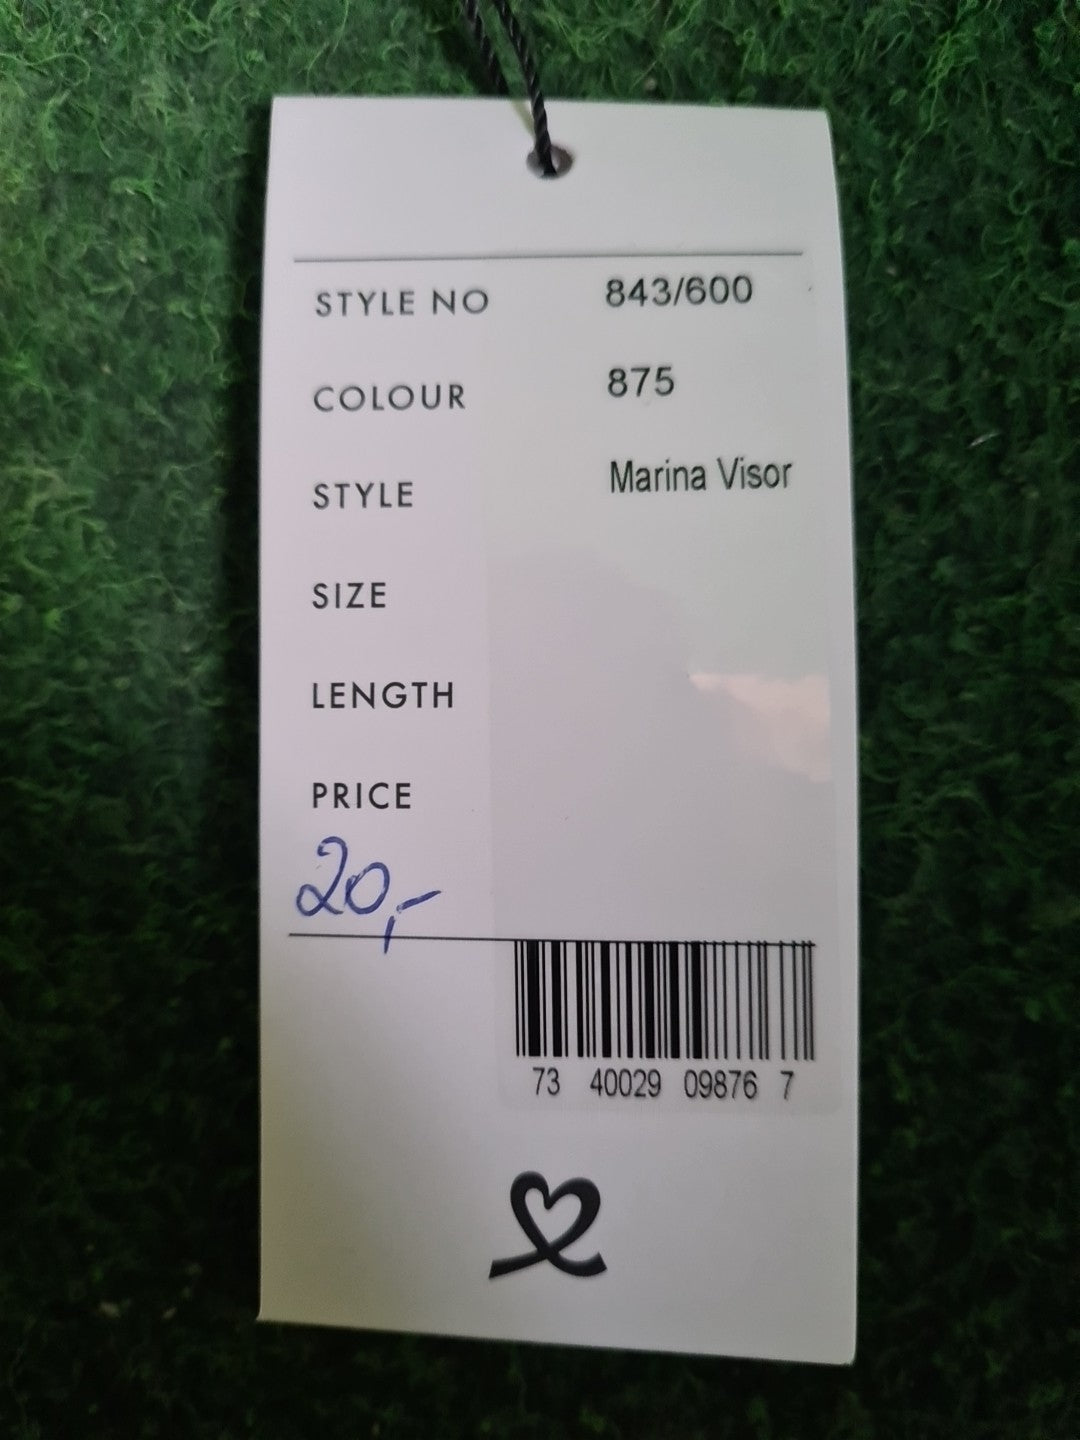 STYLE NO 843/600
COLOUR 875
STYLE Marina Visor
SIZE
LENGTH
PRICE
20,-
73 40029 09876 7